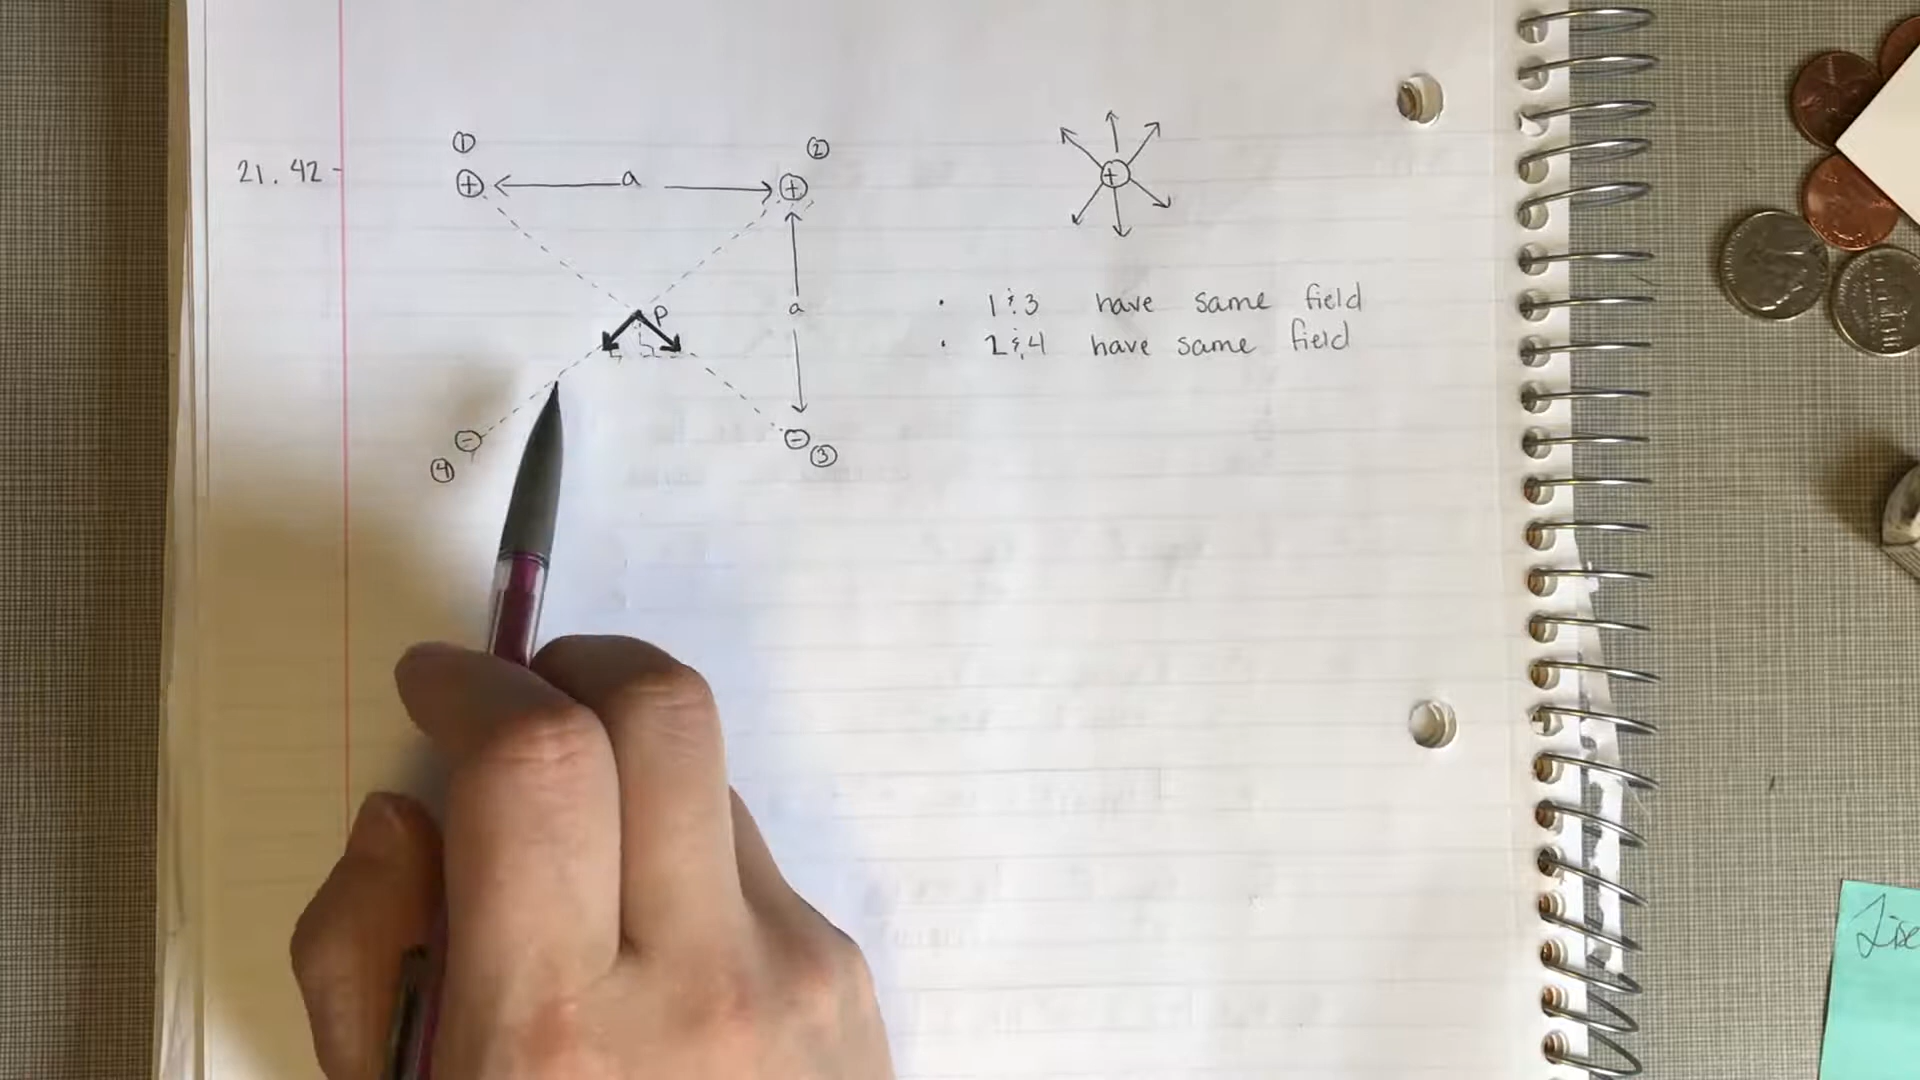 21.42
① ②
+ a +
P a
- -
④ ③
+
· 1 & 3 have same field
· 2 & 4 have same field